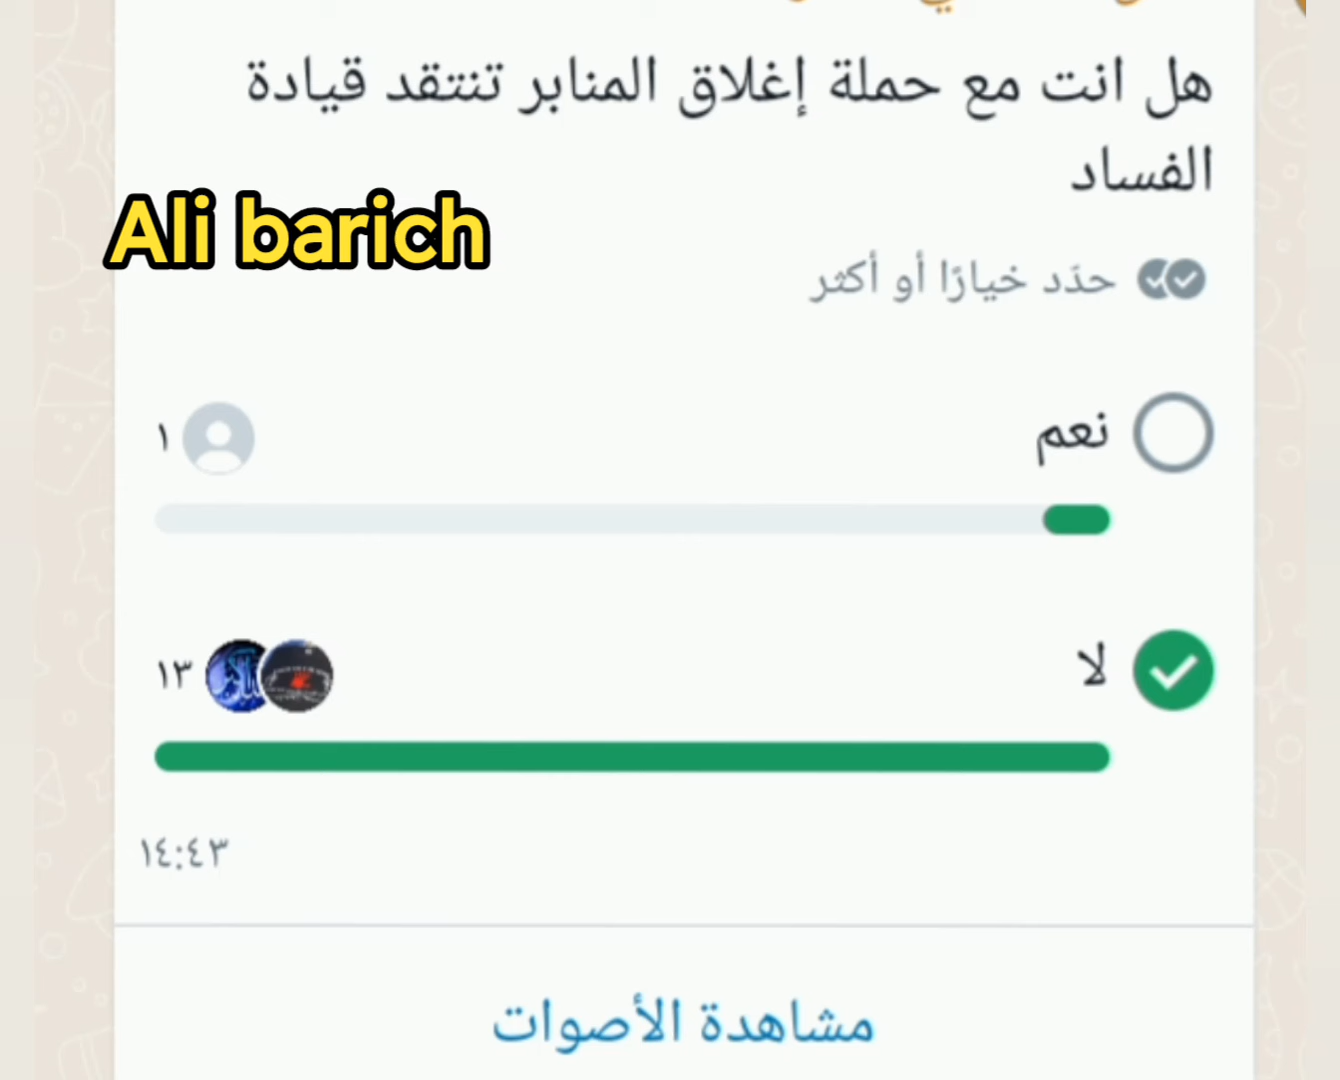 هل انت مع حملة إغلاق المنابر تنتقد قيادة
الفساد
Ali barich
حدّد خيارًا أو أكثر
نعم
١
لا
١٣
١٤:٤٣
مشاهدة الأصوات